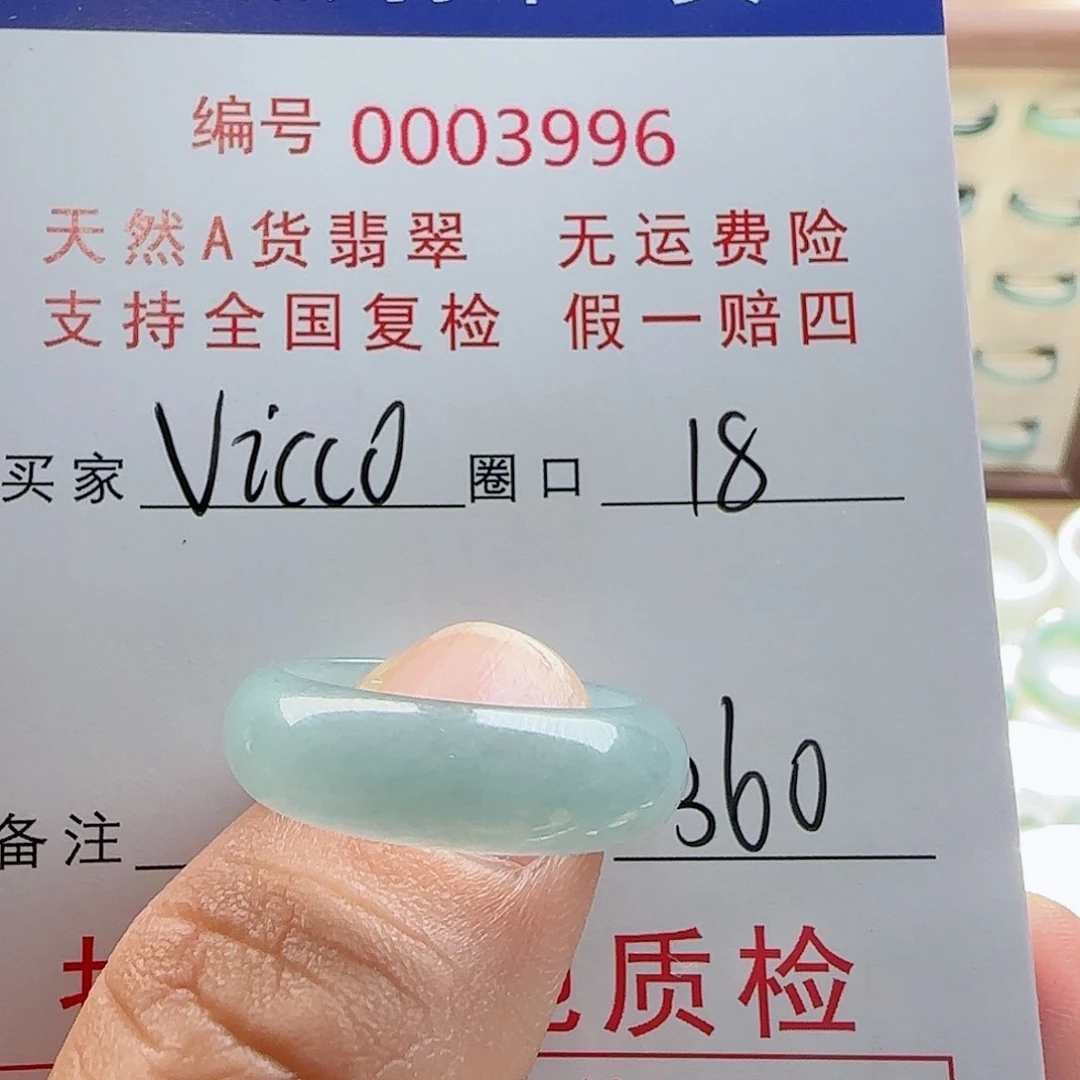 编号 0003996
天然A货翡翠 无运费险
支持全国复检 假一赔四
买家 Vicco 圈口 18
备注 360
质检